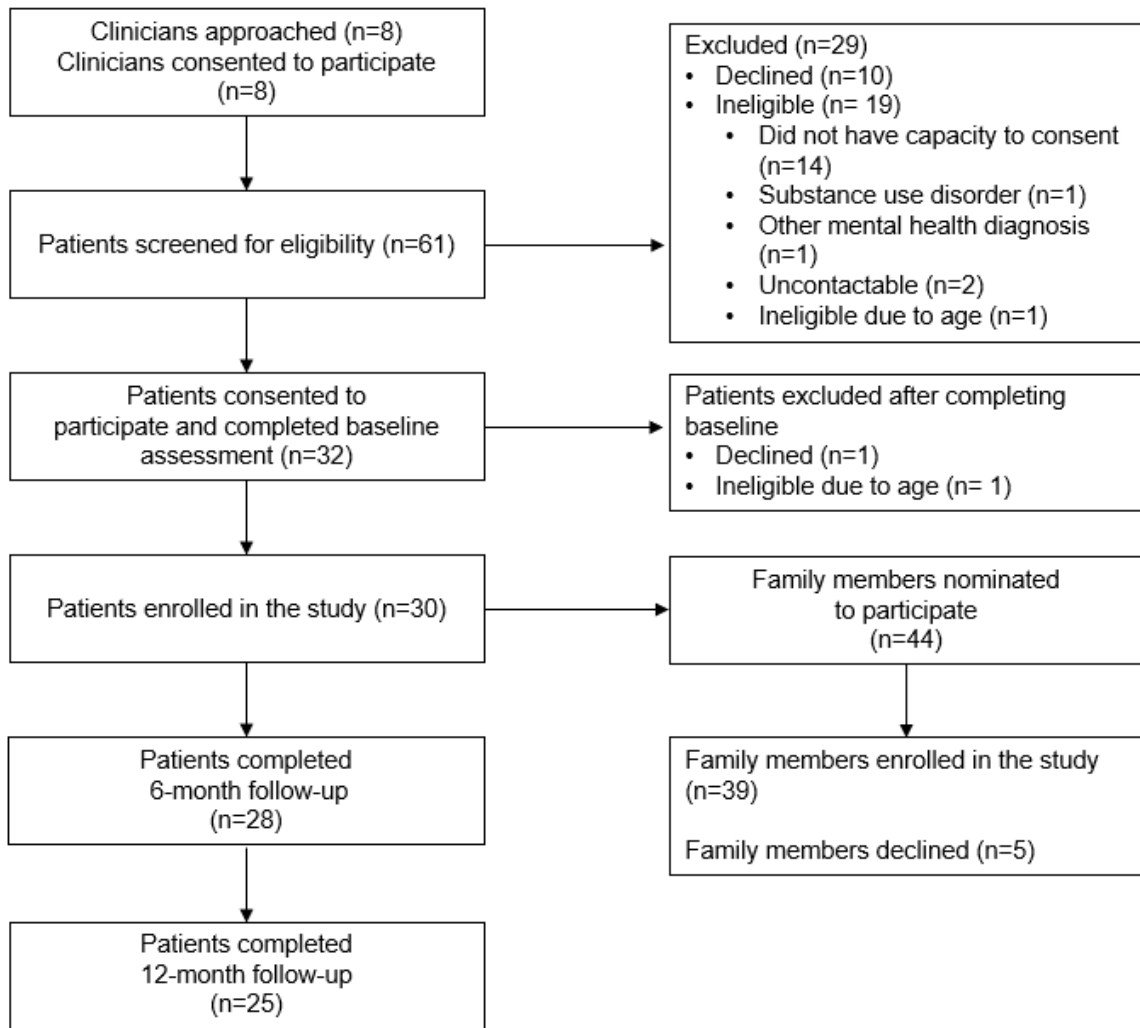 Clinicians approached (n=8)
Clinicians consented to participate
(n=8)
Excluded (n=29)
• Declined (n=10)
• Ineligible (n= 19)
• Did not have capacity to consent
(n=14)
• Substance use disorder (n=1)
• Other mental health diagnosis
(n=1)
• Uncontactable (n=2)
• Ineligible due to age (n=1)
Patients screened for eligibility (n=61)
Patients consented to
participate and completed baseline
assessment (n=32)
Patients excluded after completing
baseline
• Declined (n=1)
• Ineligible due to age (n= 1)
Patients enrolled in the study (n=30)
Family members nominated
to participate
(n=44)
Patients completed
6-month follow-up
(n=28)
Family members enrolled in the study
(n=39)
Family members declined (n=5)
Patients completed
12-month follow-up
(n=25)